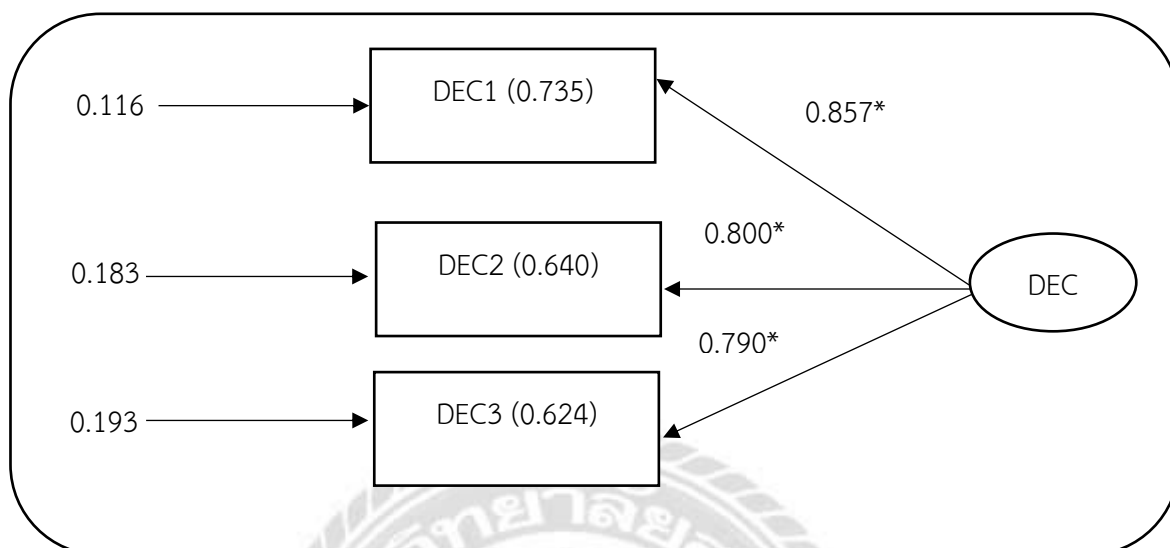 0.116
DEC1 (0.735)
0.857*
0.183
DEC2 (0.640)
0.800*
DEC
0.193
DEC3 (0.624)
0.790*